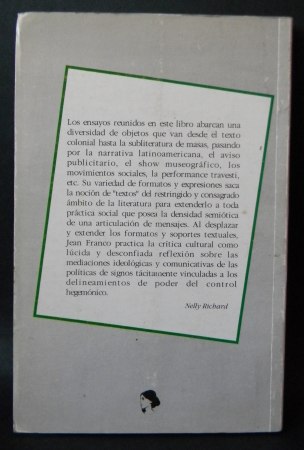 Los ensayos reunidos en este libro abarcan una
diversidad de objetos que van desde el texto
colonial hasta la subliteratura de masas, pasando
por la narrativa latinoamericana, el aviso
publicitario, el show museográfico, los
movimientos sociales, la performance travesti,
etc. Su variedad de formatos y expresiones saca
la noción de "textos" del restringido y consagrado
ámbito de la literatura para extenderlo a toda
práctica social que posea la densidad semiótica
de una articulación de mensajes. Al desplazar
y extender los formatos y soportes textuales,
Jean Franco practica la crítica cultural como
lúcida y desconfiada reflexión sobre las
mediaciones ideológicas y comunicativas de las
políticas de signos tácitamente vinculadas a los
delineamientos de poder del control
hegemónico.
Nelly Richard